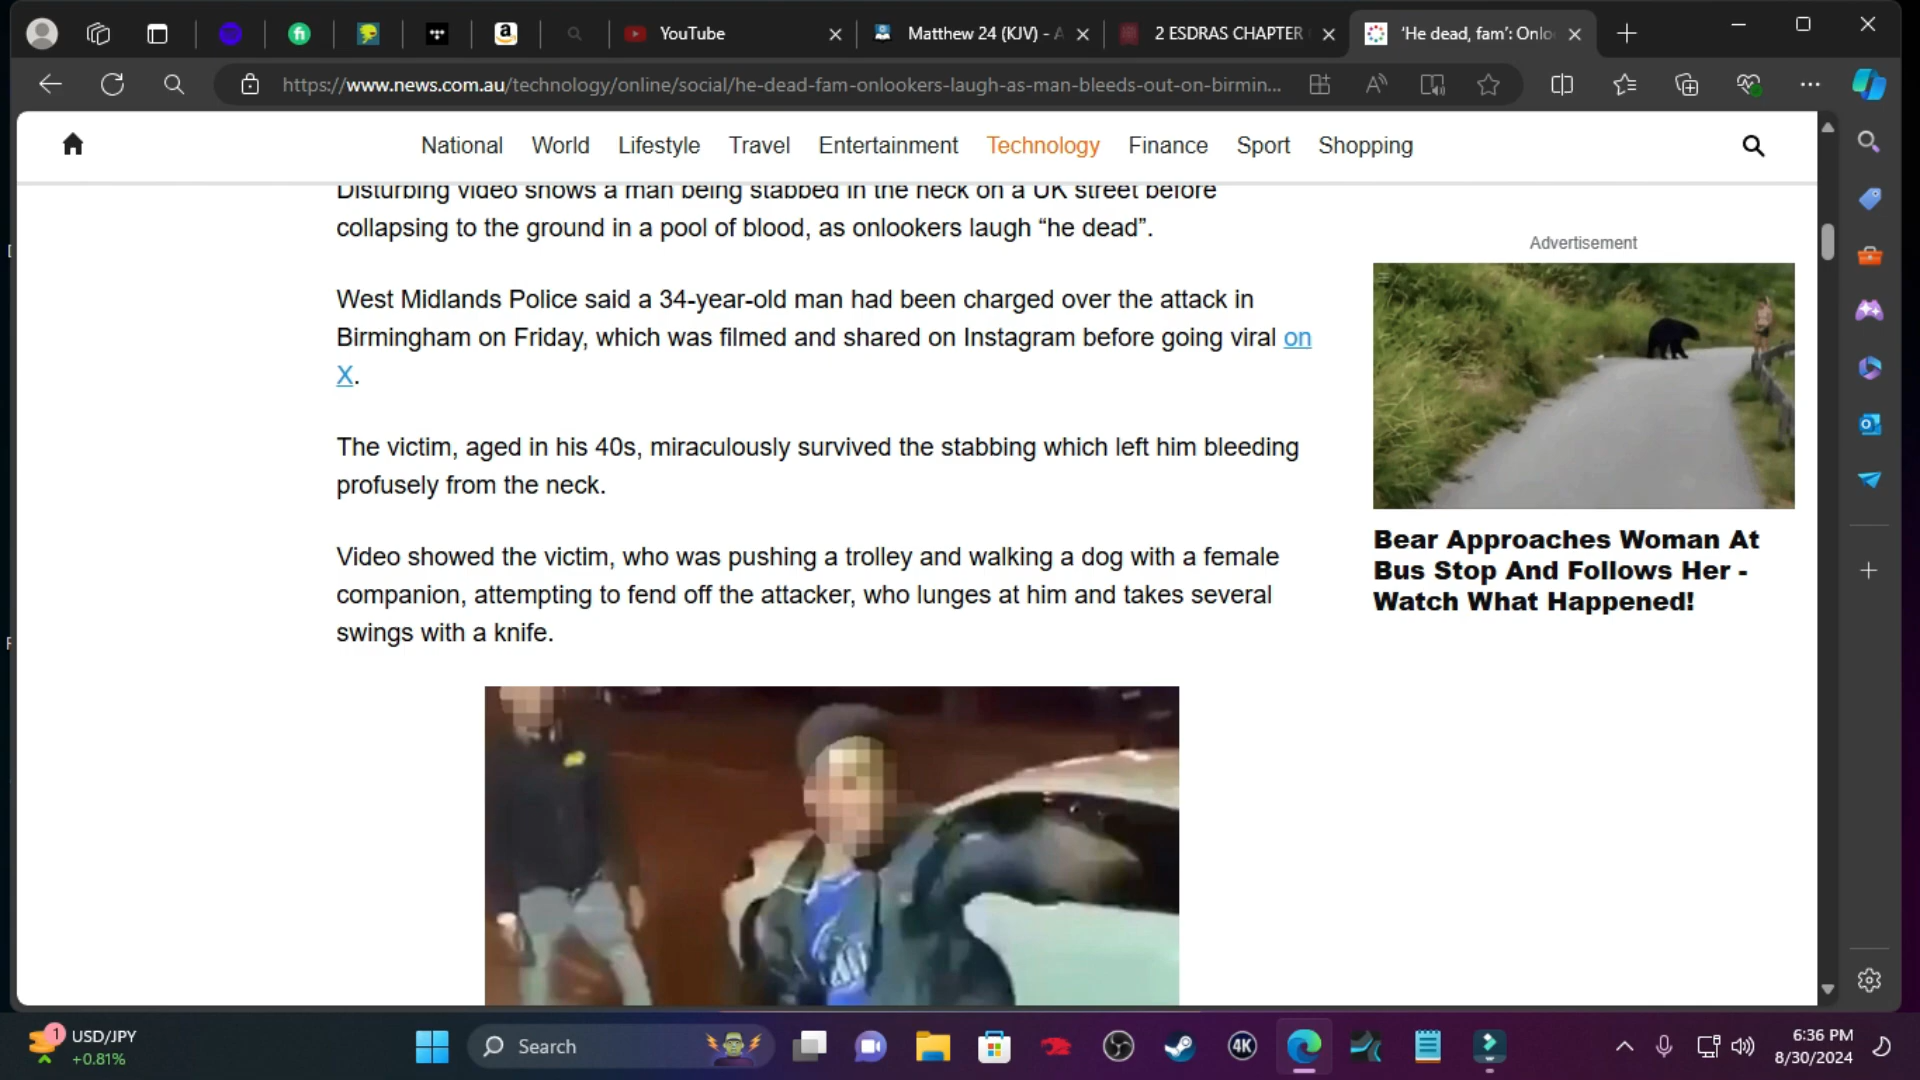 YouTube
Matthew 24 (KJV) - A
2 ESDRAS CHAPTER
'He dead, fam': Onlo
https://www.news.com.au/technology/online/social/he-dead-fam-onlookers-laugh-as-man-bleeds-out-on-birmin...
National World Lifestyle Travel Entertainment Technology Finance Sport Shopping
Disturbing video shows a man being stabbed in the neck on a UK street before
collapsing to the ground in a pool of blood, as onlookers laugh “he dead”.
West Midlands Police said a 34-year-old man had been charged over the attack in
Birmingham on Friday, which was filmed and shared on Instagram before going viral on
X.
The victim, aged in his 40s, miraculously survived the stabbing which left him bleeding
profusely from the neck.
Video showed the victim, who was pushing a trolley and walking a dog with a female
companion, attempting to fend off the attacker, who lunges at him and takes several
swings with a knife.
Advertisement
Bear Approaches Woman At
Bus Stop And Follows Her -
Watch What Happened!
1
USD/JPY
+0.81%
Search
4K
6:36 PM
8/30/2024